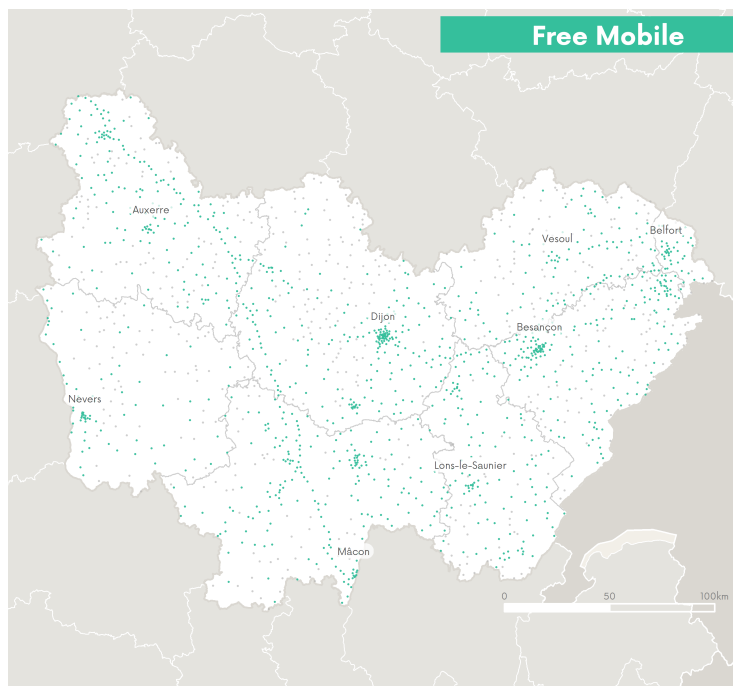 Free Mobile
Auxerre
Belfort
Vesoul
Dijon
Besançon
Nevers
Lons-le-Saunier
Mâcon
0 50 100km